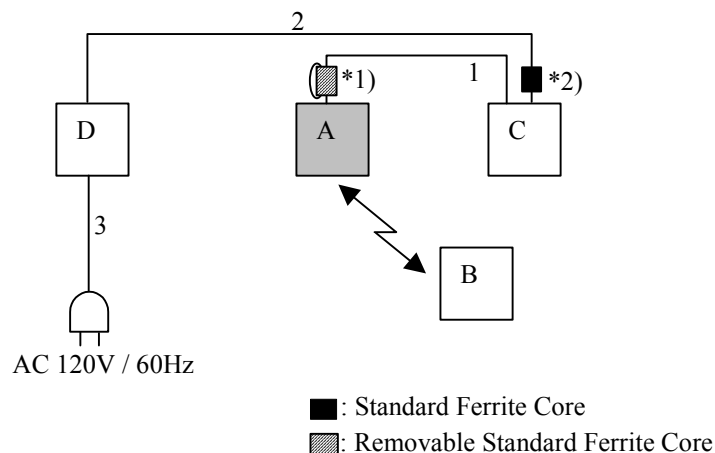 2
*1)
1
*2)
D
A
C
3
B
AC 120V / 60Hz
: Standard Ferrite Core
: Removable Standard Ferrite Core